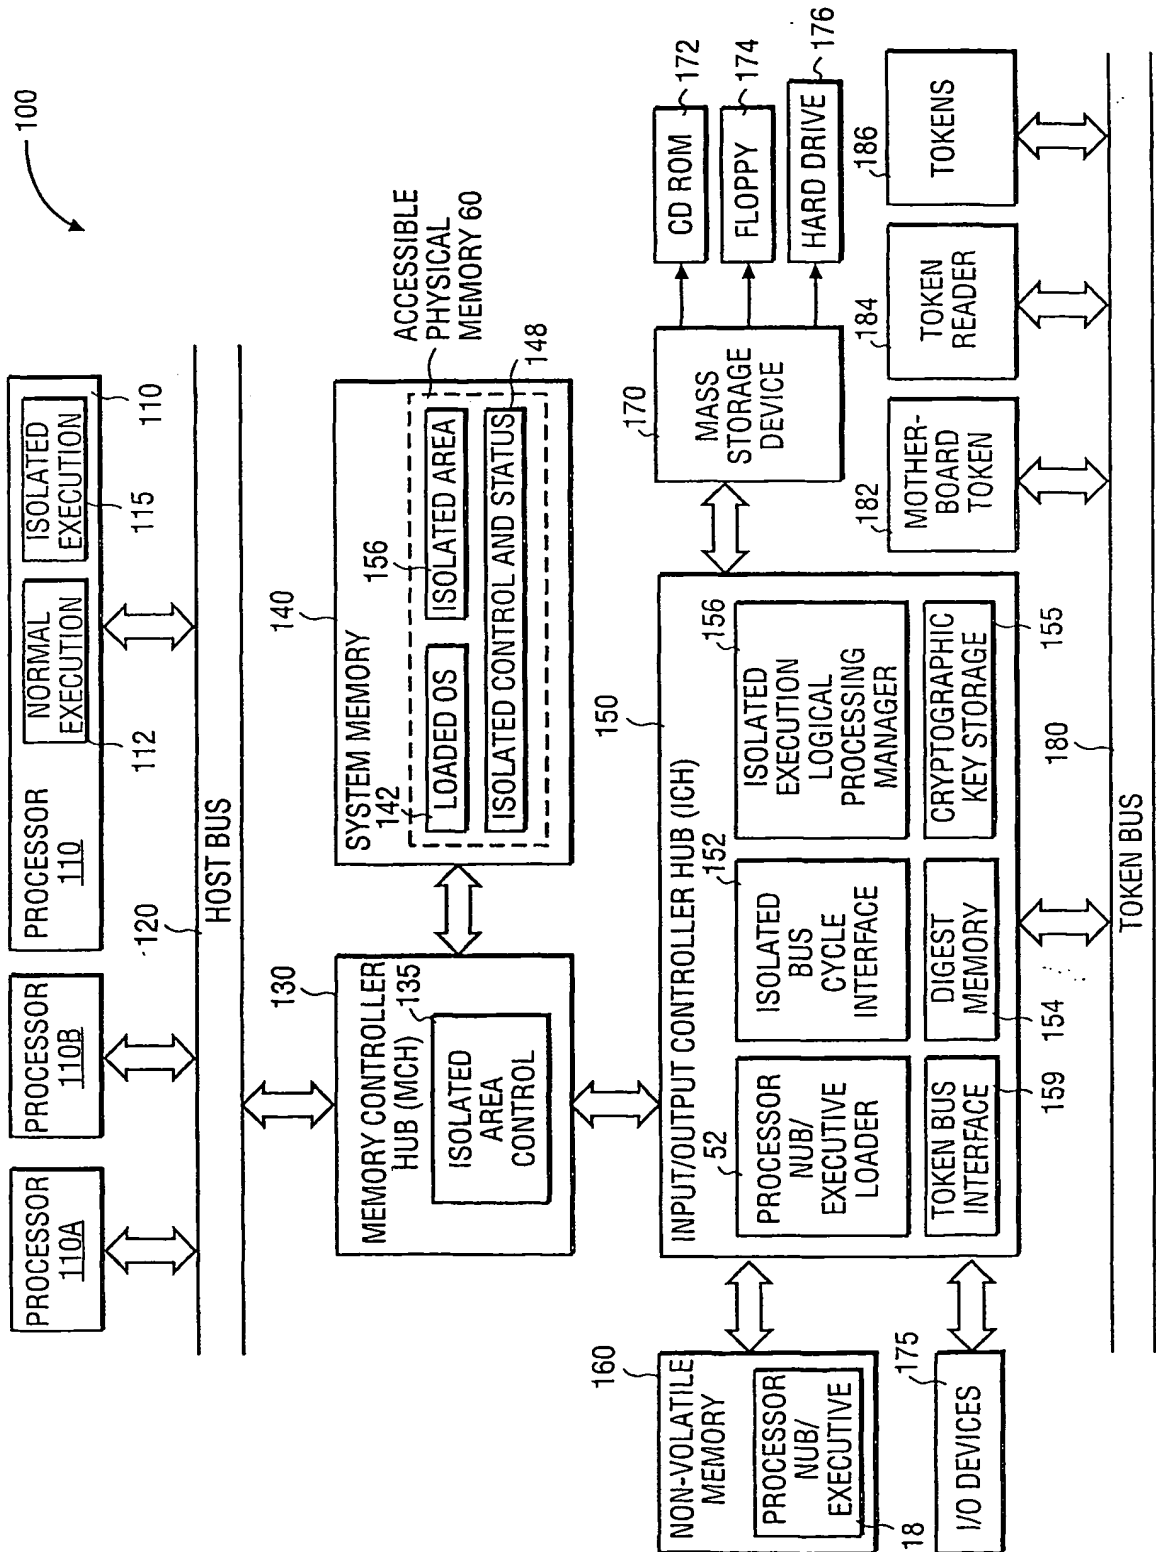 100
PROCESSOR
110A
PROCESSOR
110B
PROCESSOR
110
NORMAL
EXECUTION
112
ISOLATED
EXECUTION
115
110
120
HOST BUS
MEMORY CONTROLLER
HUB (MCH)
130
135
ISOLATED
AREA
CONTROL
SYSTEM MEMORY
140
142
LOADED OS
156
ISOLATED AREA
ISOLATED CONTROL AND STATUS
148
ACCESSIBLE
PHYSICAL
MEMORY 60
INPUT/OUTPUT CONTROLLER HUB (ICH)
150
52
PROCESSOR
NUB/
EXECUTIVE
LOADER
152
ISOLATED
BUS
CYCLE
INTERFACE
156
ISOLATED
EXECUTION
LOGICAL
PROCESSING
MANAGER
TOKEN BUS
INTERFACE
159
DIGEST
MEMORY
154
CRYPTOGRAPHIC
KEY STORAGE
155
160
NON-VOLATILE
MEMORY
PROCESSOR
NUB/
EXECUTIVE
18
175
I/O DEVICES
170
MASS
STORAGE
DEVICE
CD ROM
172
FLOPPY
174
HARD DRIVE
176
182
MOTHER-
BOARD
TOKEN
184
TOKEN
READER
186
TOKENS
180
TOKEN BUS